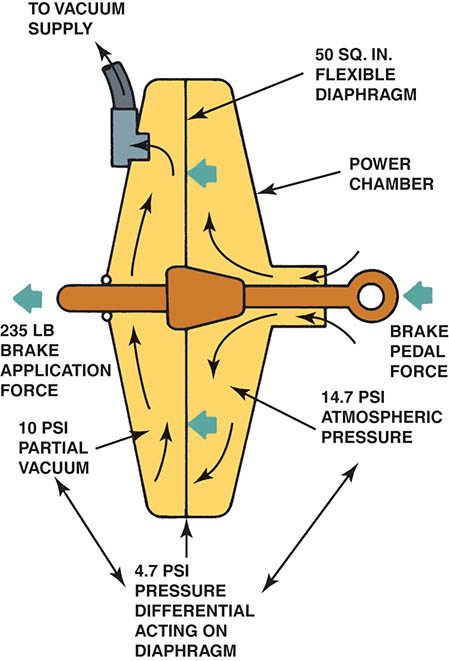 TO VACUUM
SUPPLY
50 SQ. IN.
FLEXIBLE
DIAPHRAGM
POWER
CHAMBER
235 LB
BRAKE
APPLICATION
FORCE
BRAKE
PEDAL
FORCE
14.7 PSI
ATMOSPHERIC
PRESSURE
10 PSI
PARTIAL
VACUUM
4.7 PSI
PRESSURE
DIFFERENTIAL
ACTING ON
DIAPHRAGM